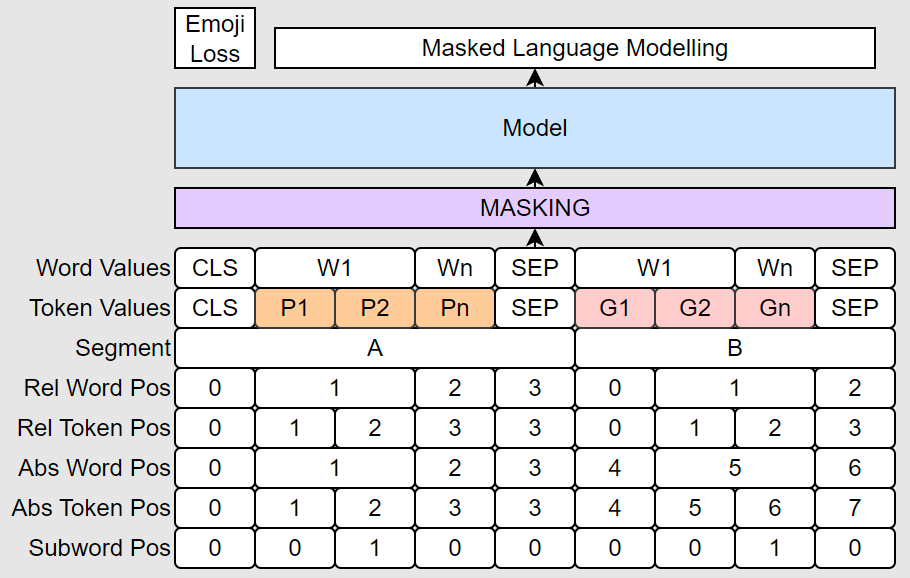 Emoji
Loss
Masked Language Modelling
Model
MASKING
Word Values CLS W1 Wn SEP W1 Wn SEP
Token Values CLS P1 P2 Pn SEP G1 G2 Gn SEP
Segment A B
Rel Word Pos 0 1 2 3 0 1 2
Rel Token Pos 0 1 2 3 3 0 1 2 3
Abs Word Pos 0 1 2 3 4 5 6
Abs Token Pos 0 1 2 3 3 4 5 6 7
Subword Pos 0 0 1 0 0 0 0 1 0